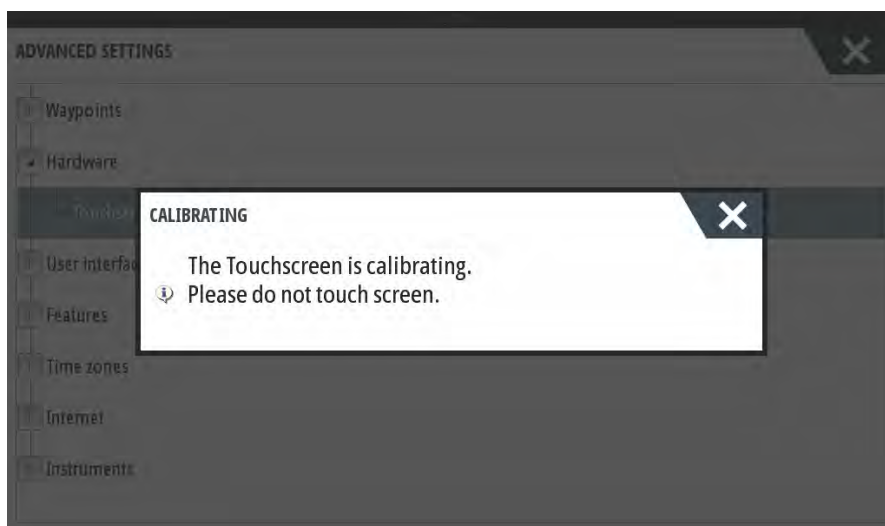 ADVANCED SETTINGS
Waypoints
Hardware
CALIBRATING
The Touchscreen is calibrating.
Please do not touch screen.
User interfac
Features
Time zones
Internet
Instruments